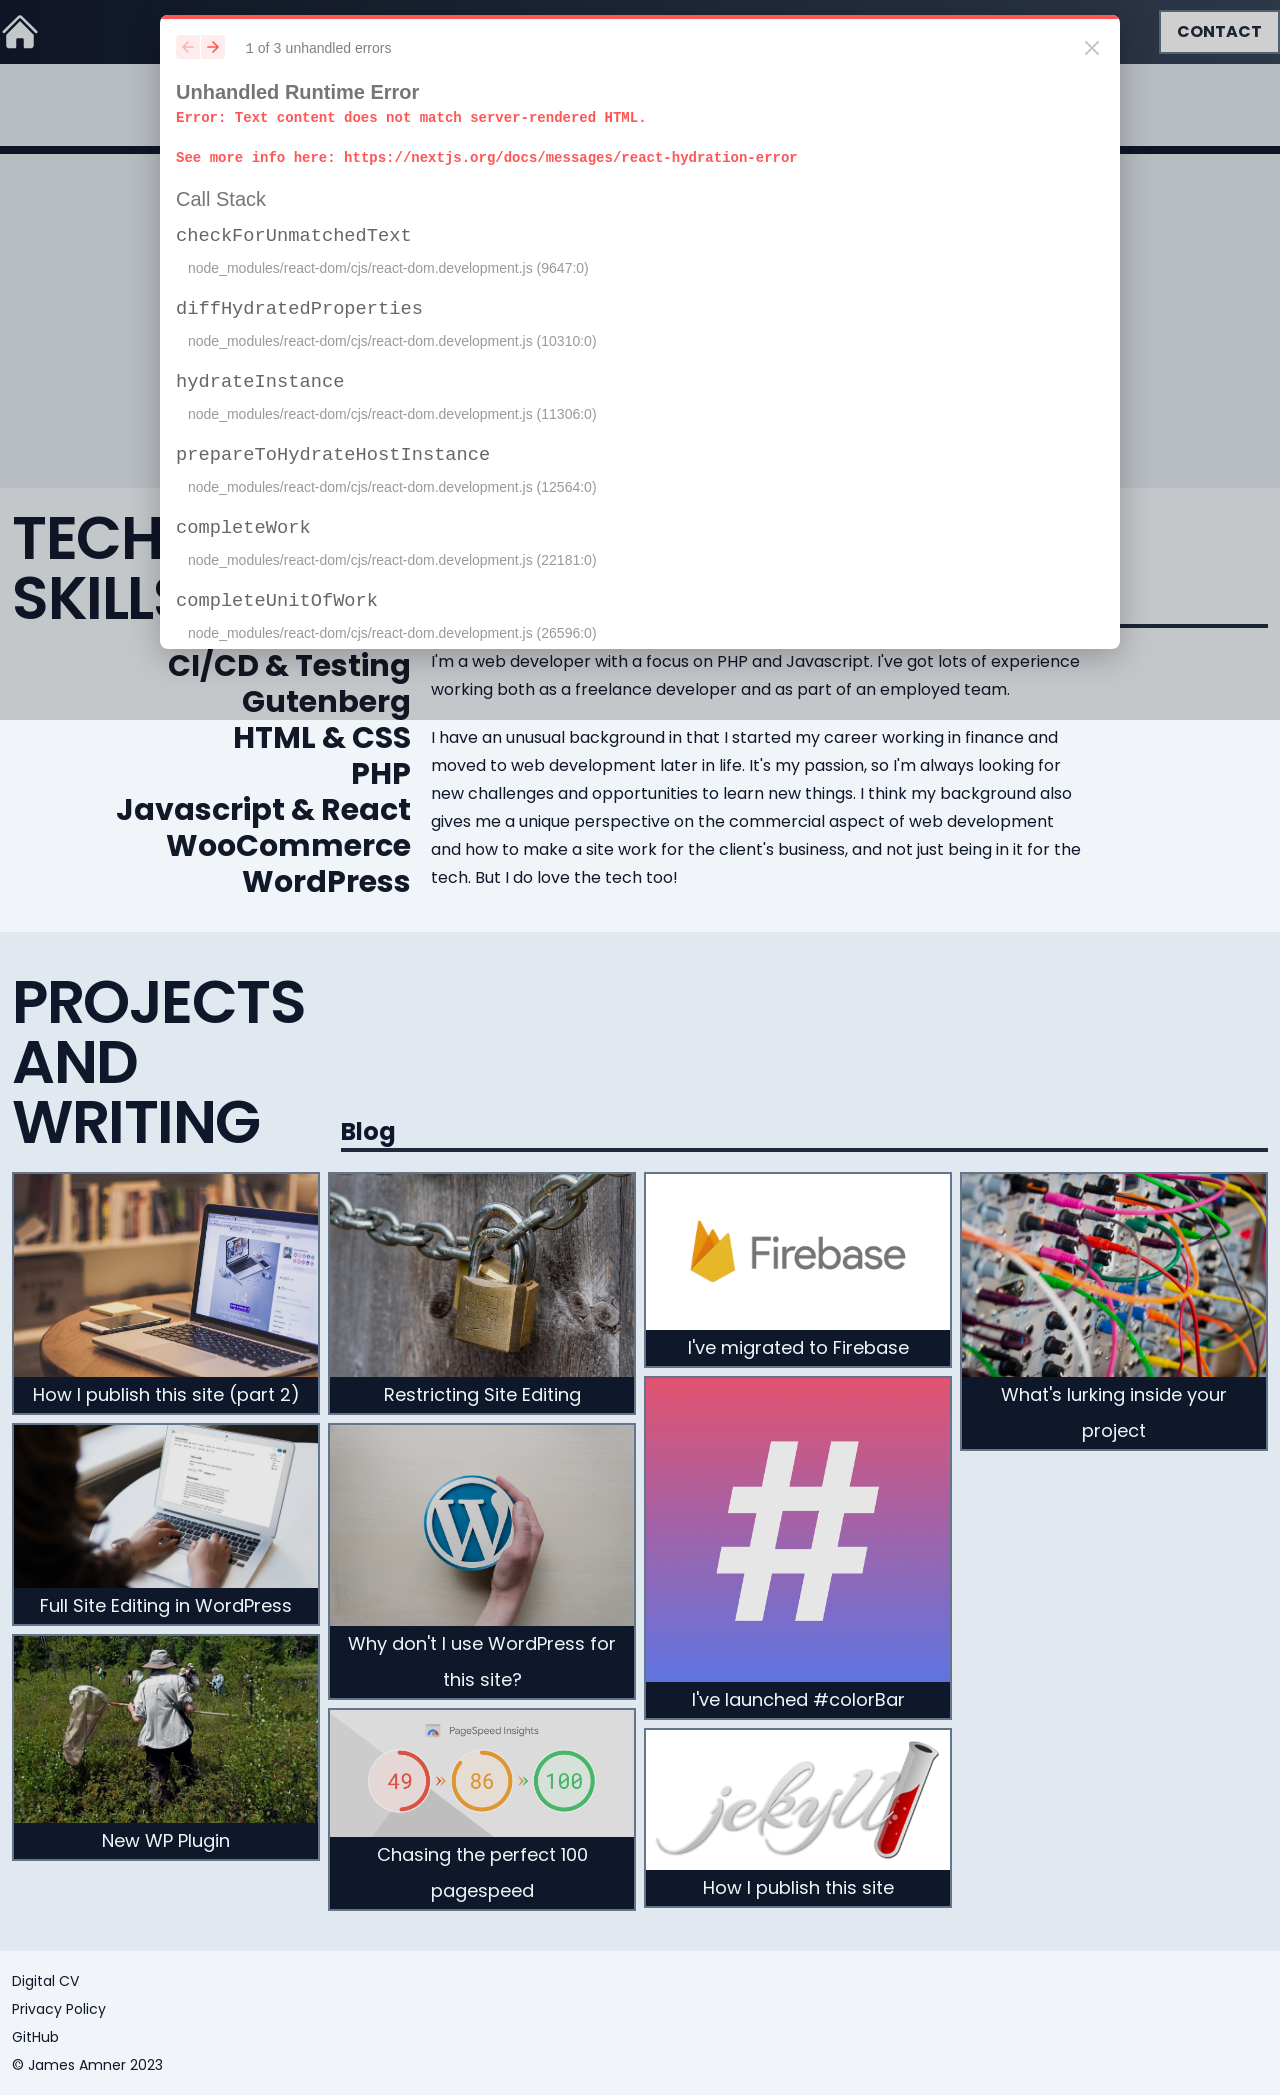 CONTACT
1 of 3 unhandled errors
Unhandled Runtime Error
Error: Text content does not match server-rendered HTML.
See more info here: https://nextjs.org/docs/messages/react-hydration-error
Call Stack
checkForUnmatchedText
node_modules/react-dom/cjs/react-dom.development.js (9647:0)
diffHydratedProperties
node_modules/react-dom/cjs/react-dom.development.js (10310:0)
hydrateInstance
node_modules/react-dom/cjs/react-dom.development.js (11306:0)
prepareToHydrateHostInstance
node_modules/react-dom/cjs/react-dom.development.js (12564:0)
completeWork
node_modules/react-dom/cjs/react-dom.development.js (22181:0)
completeUnitOfWork
node_modules/react-dom/cjs/react-dom.development.js (26596:0)
TECH
SKILLS
CI/CD & Testing
Gutenberg
HTML & CSS
PHP
Javascript & React
WooCommerce
WordPress
I'm a web developer with a focus on PHP and Javascript. I've got lots of experience
working both as a freelance developer and as part of an employed team.
I have an unusual background in that I started my career working in finance and
moved to web development later in life. It's my passion, so I'm always looking for
new challenges and opportunities to learn new things. I think my background also
gives me a unique perspective on the commercial aspect of web development
and how to make a site work for the client's business, and not just being in it for the
tech. But I do love the tech too!
PROJECTS
AND
WRITING
Blog
How I publish this site (part 2)
Full Site Editing in WordPress
New WP Plugin
Restricting Site Editing
W
Why don't I use WordPress for
this site?
PageSpeed Insights
49 » 86 » 100
Chasing the perfect 100
pagespeed
Firebase
I've migrated to Firebase
#
I've launched #colorBar
jekyll
How I publish this site
What's lurking inside your
project
Digital CV
Privacy Policy
GitHub
© James Amner 2023